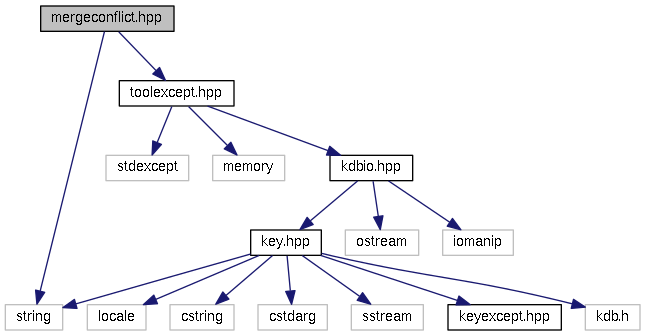 mergeconflict.hpp
toolexcept.hpp
stdexcept
memory
kdbio.hpp
key.hpp
ostream
iomanip
string
locale
cstring
cstdarg
sstream
keyexcept.hpp
kdb.h